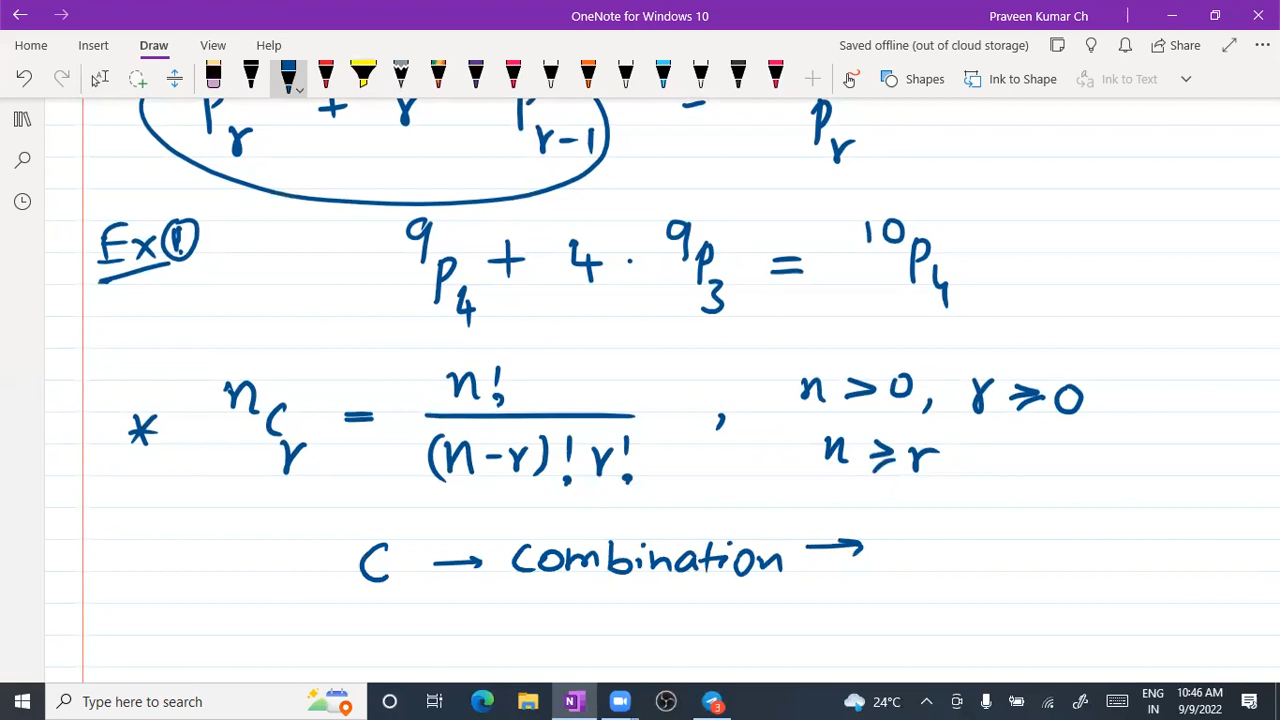 OneNote for Windows 10
Praveen Kumar Ch
Home Insert Draw View Help
Saved offline (out of cloud storage)
Share
Shapes Ink to Shape Ink to Text
Pr + r Pr-1 = Pr
Ex① ⁹P₄ + 4 · ⁹P₃ = ¹⁰P₄
* nCr = n! / (n-r)! r! , n > 0, r ⩾ 0
n ⩾ r
C → combination →
Type here to search
3
24°C
ENG
IN
10:46 AM
9/9/2022